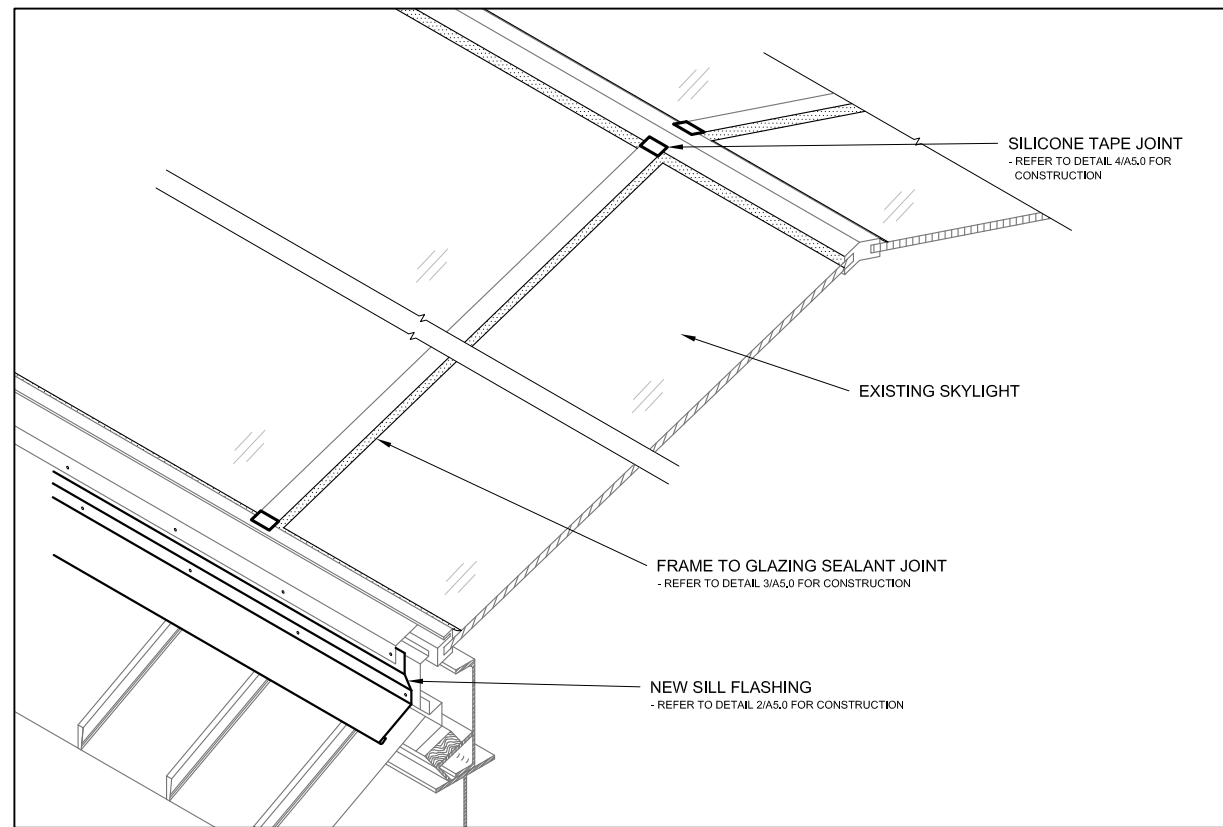 SILICONE TAPE JOINT
- REFER TO DETAIL 4/A5.0 FOR
CONSTRUCTION
EXISTING SKYLIGHT
FRAME TO GLAZING SEALANT JOINT
- REFER TO DETAIL 3/A5.0 FOR CONSTRUCTION
NEW SILL FLASHING
- REFER TO DETAIL 2/A5.0 FOR CONSTRUCTION